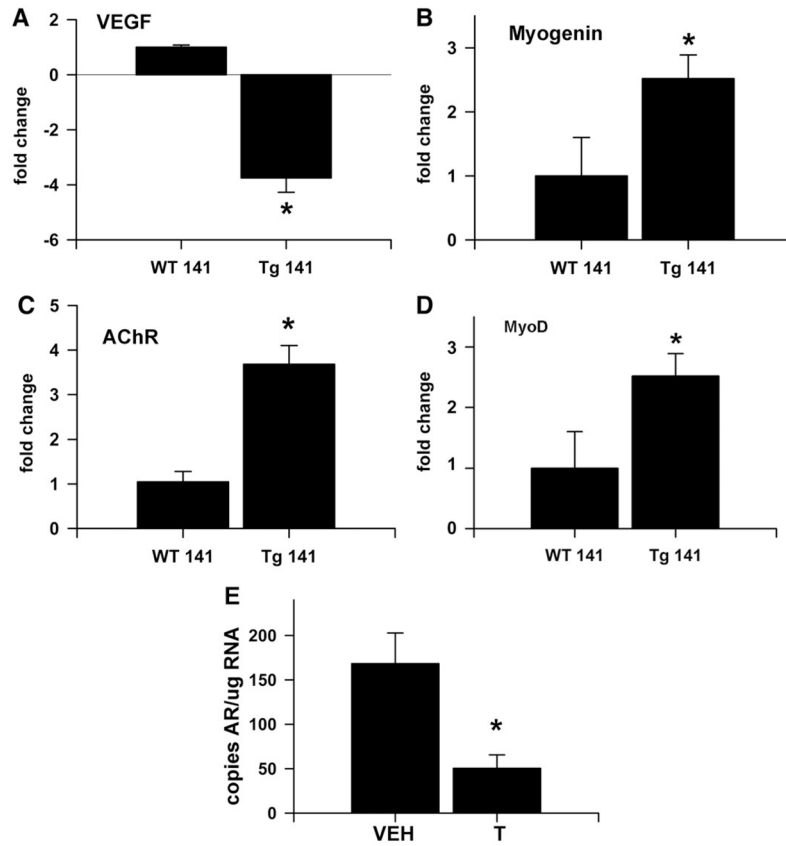 A
VEGF
fold change
2
0
-2
-4
-6
*
WT 141 Tg 141
B
Myogenin
fold change
3
2
1
0
*
WT 141 Tg 141
C
AChR
fold change
5
4
3
2
1
0
*
WT 141 Tg 141
D
MyoD
fold change
3
2
1
0
*
WT 141 Tg 141
E
copies AR/ug RNA
200
150
100
50
0
*
VEH T